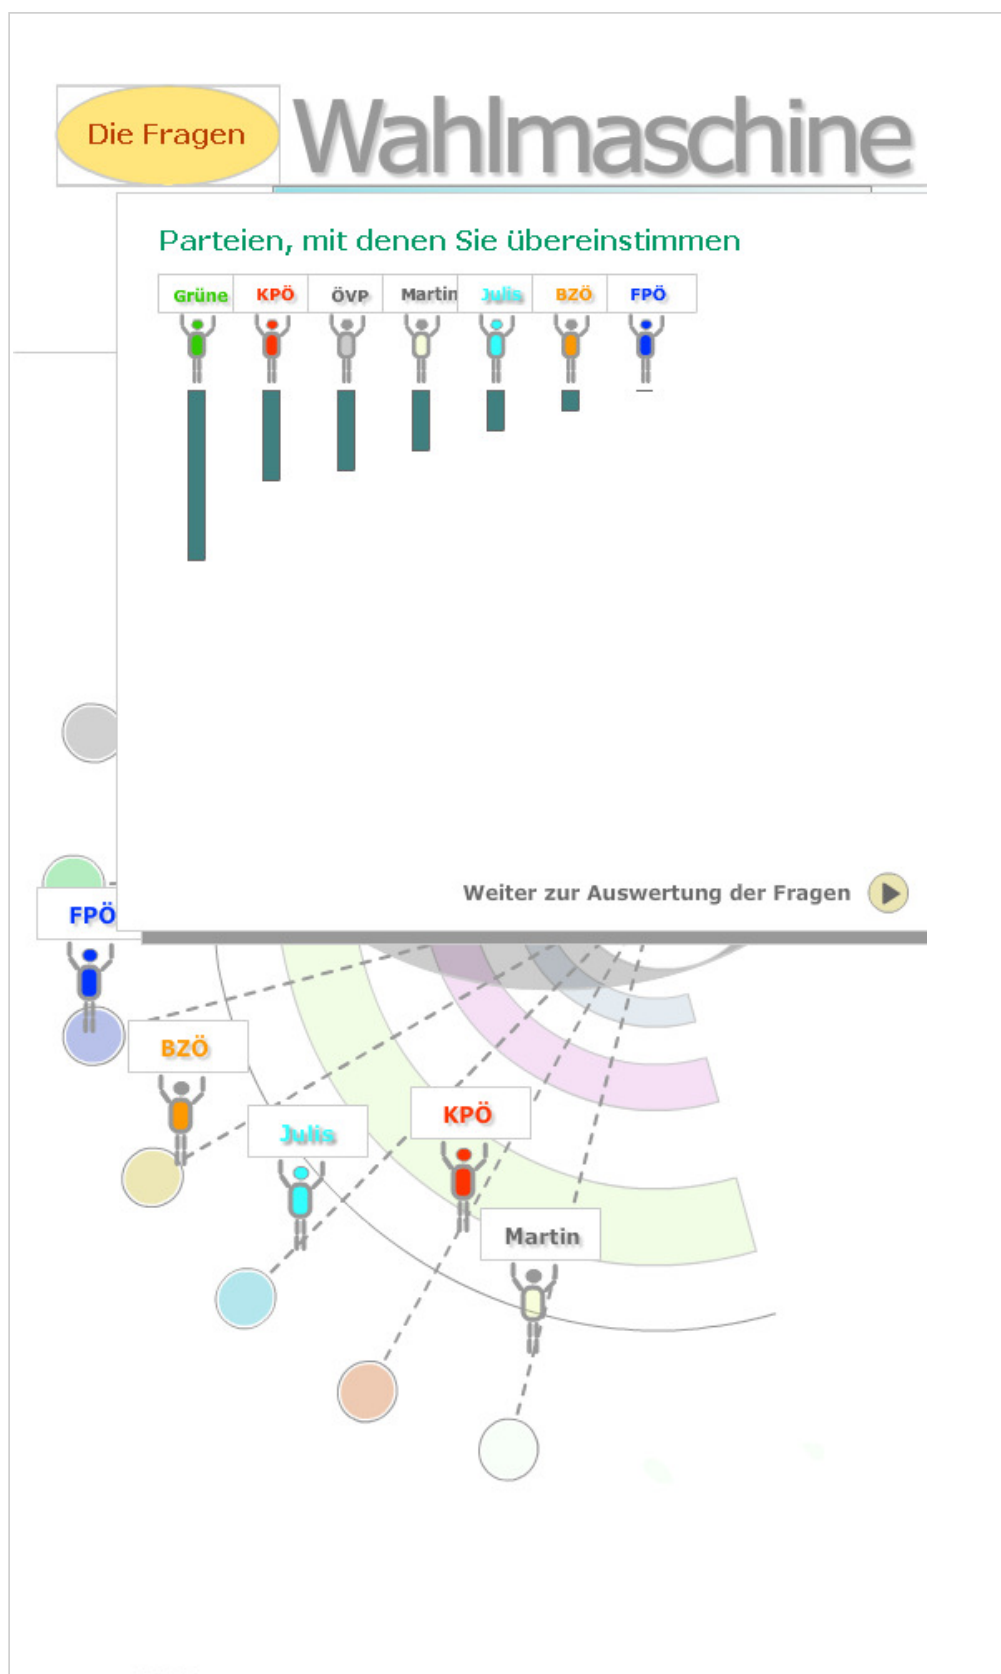 Die Fragen
Wahlmaschine
Parteien, mit denen Sie übereinstimmen
Grüne KPÖ ÖVP Martin Julis BZÖ FPÖ
Weiter zur Auswertung der Fragen
FPÖ
BZÖ
Julis
KPÖ
Martin